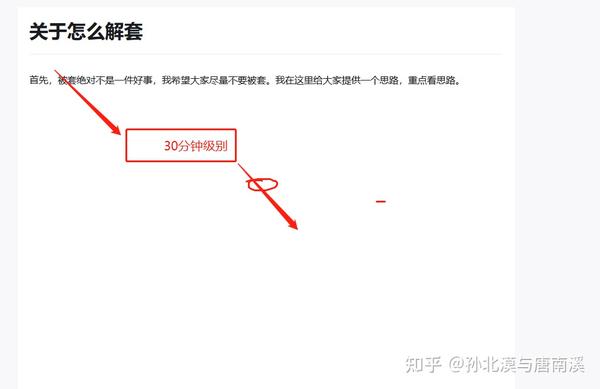 关于怎么解套
首先，被套绝对不是一件好事，我希望大家尽量不要被套。我在这里给大家提供一个思路，重点看思路。
30分钟级别
知乎 @孙北漠与唐南溪